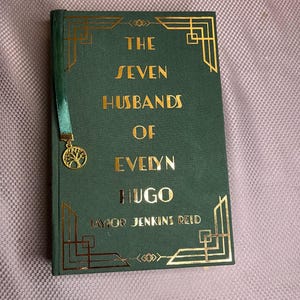 THE
SEVEN
HUSBANDS
OF
EVELYN
HUGO
TAYLOR JENKINS REID